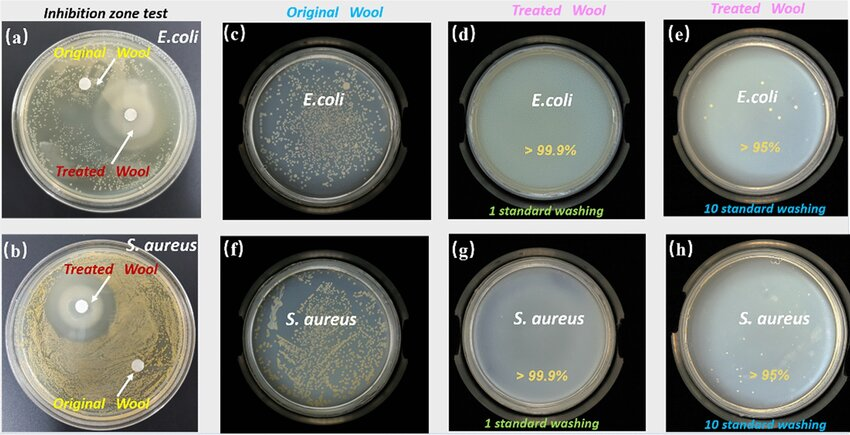 Inhibition zone test
Original Wool
Treated Wool
Treated Wool
(a)
E.coli
Original Wool
Treated Wool
(c)
E.coli
(d)
E.coli
> 99.9%
1 standard washing
(e)
E.coli
> 95%
10 standard washing
(b)
S. aureus
Treated Wool
Original Wool
(f)
S. aureus
(g)
S. aureus
> 99.9%
1 standard washing
(h)
S. aureus
> 95%
10 standard washing